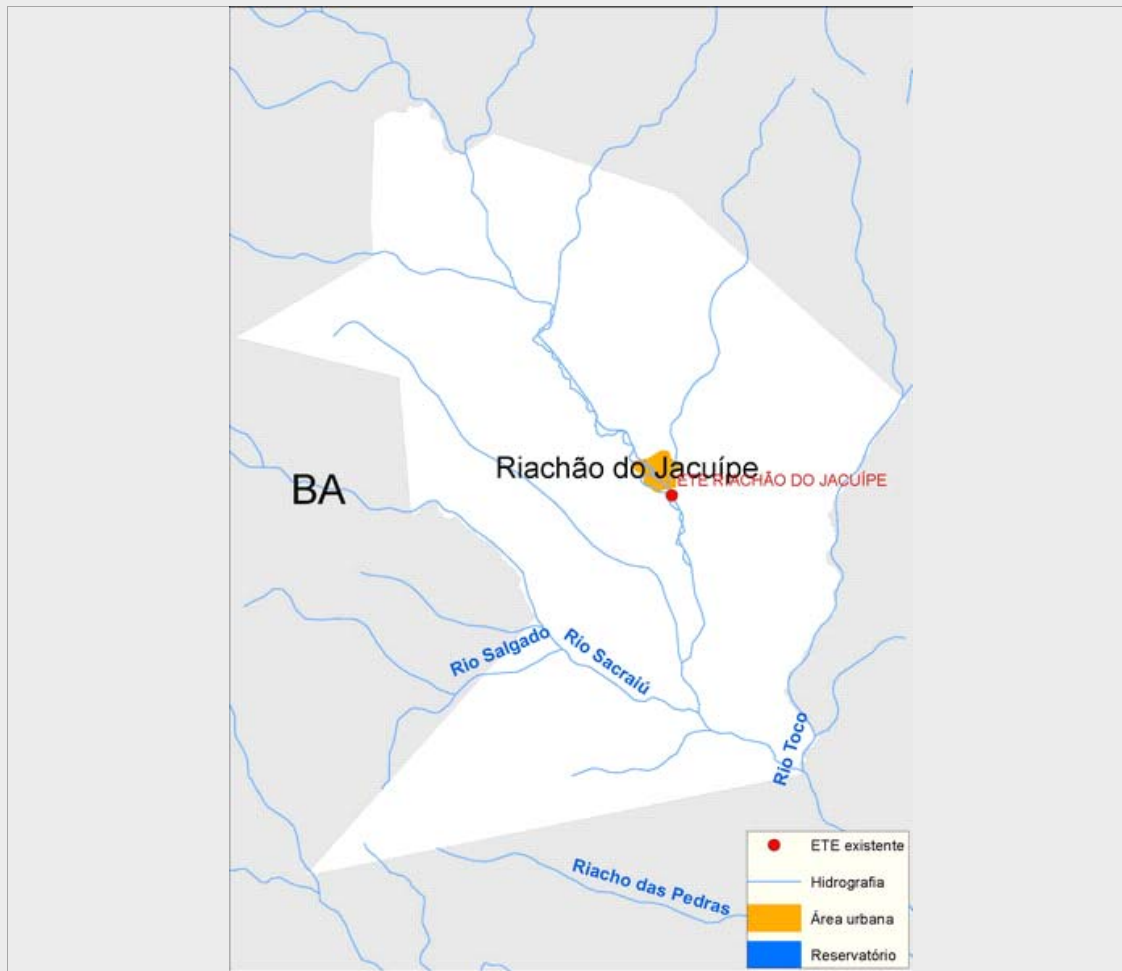 Riachão do Jacuípe
ETE RIACHÃO DO JACUÍPE
BA
Rio Salgado
Rio Sacraiú
Rio Toco
Riacho das Pedras
ETE existente
Hidrografia
Área urbana
Reservatório